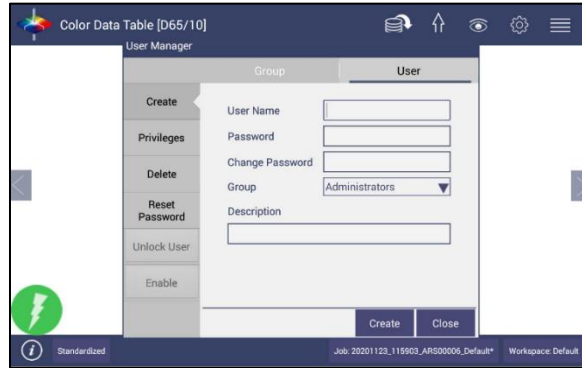 Color Data Table [D65/10]
User Manager
Group User
Create
User Name
Privileges
Password
Change Password
Delete
Group Administrators
Reset
Password
Description
Unlock User
Enable
Create Close
Standardized Job: 20201123_115903_ARS00006_Default* Workspace: Default